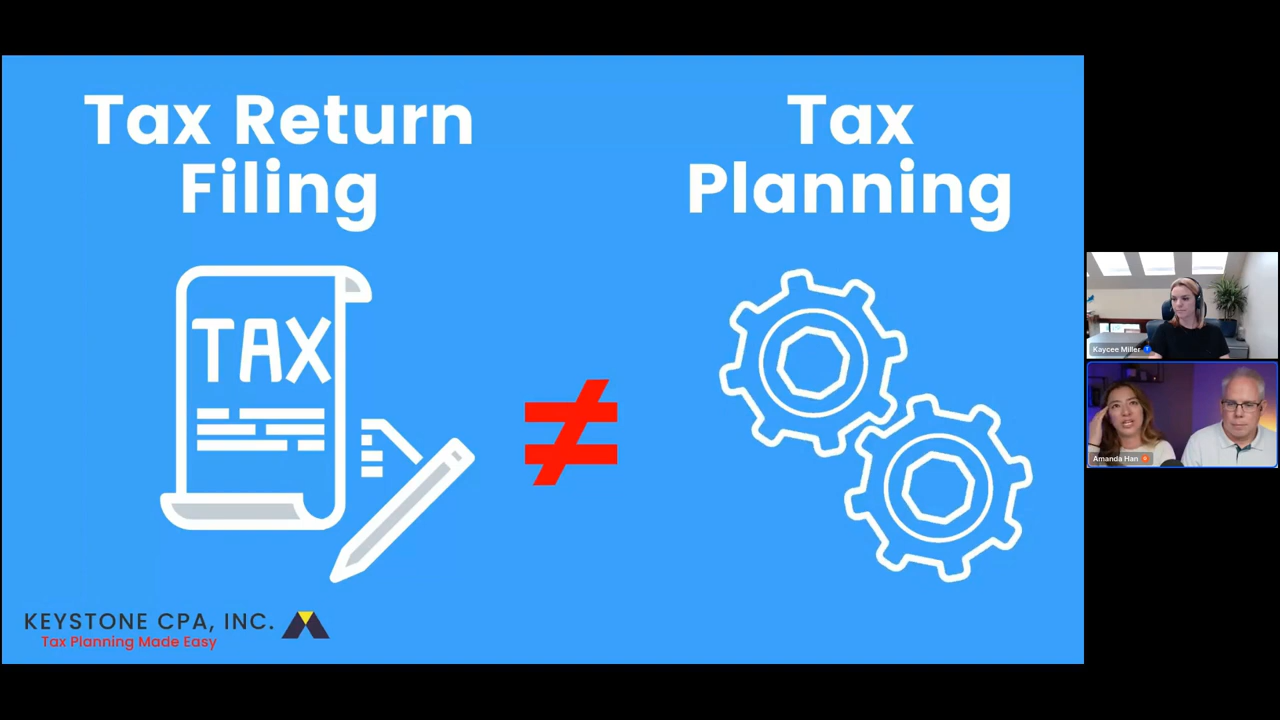 Tax Return
Filing
Tax
Planning
TAX
≠
KEYSTONE CPA, INC.
Tax Planning Made Easy
Kaycee Miller
Amanda Han